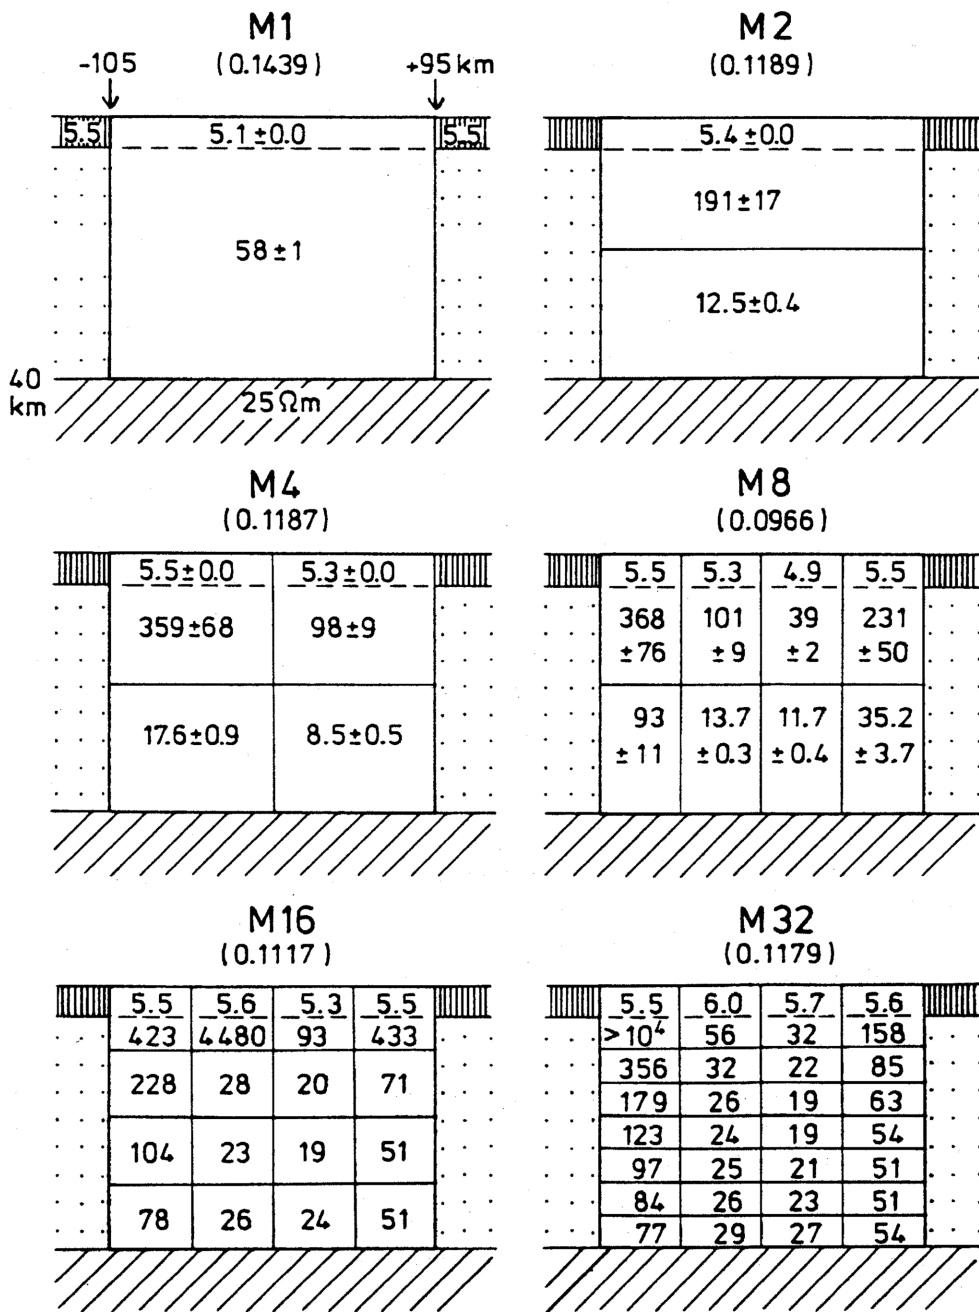 M1
(0.1439)
-105
+95 km
5.5
5.1 ±0.0
5.5
58 ± 1
40
km
25Ωm
M2
(0.1189)
5.4 ±0.0
191±17
12.5±0.4
M4
(0.1187)
5.5±0.0 5.3±0.0
359±68 98±9
17.6±0.9 8.5±0.5
M8
(0.0966)
5.5 5.3 4.9 5.5
368 101 39 231
±76 ±9 ±2 ±50
93 13.7 11.7 35.2
±11 ±0.3 ±0.4 ±3.7
M16
(0.1117)
5.5 5.6 5.3 5.5
423 4480 93 433
228 28 20 71
104 23 19 51
78 26 24 51
M32
(0.1179)
5.5 6.0 5.7 5.6
>10⁴ 56 32 158
356 32 22 85
179 26 19 63
123 24 19 54
97 25 21 51
84 26 23 51
77 29 27 54